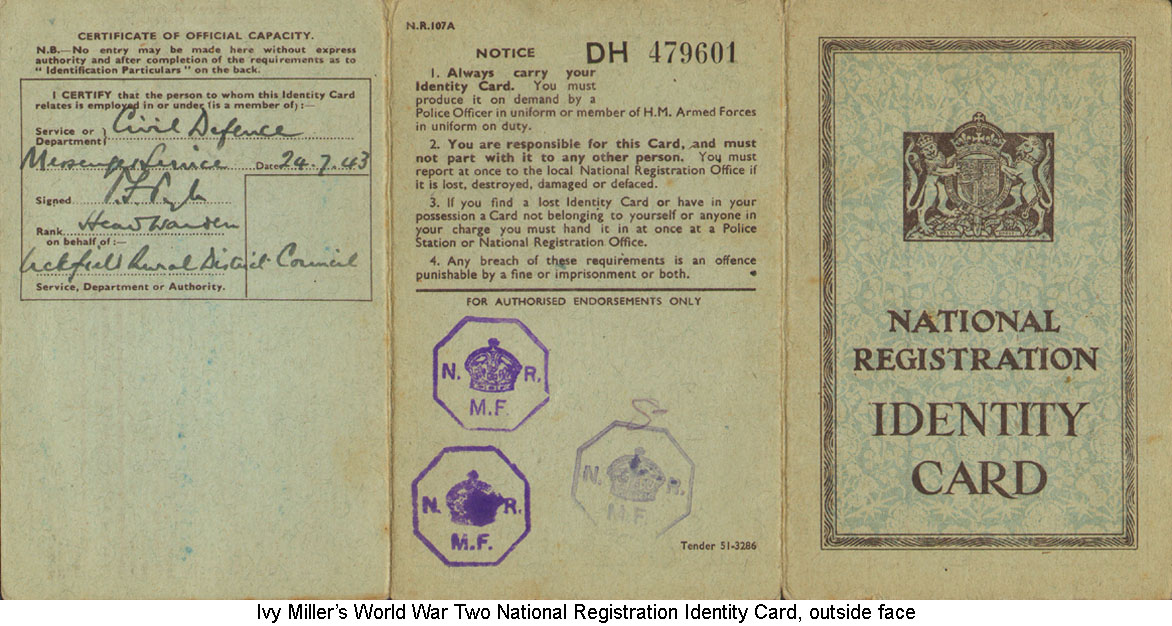 CERTIFICATE OF OFFICIAL CAPACITY.
N.B.—No entry may be made here without express
authority and after completion of the requirements as to
“ Identification Particulars ” on the back.
I CERTIFY that the person to whom this Identity Card
relates is employed in or under (is a member of) :—
Service or } Civil Defence
Department
Messenger Service Date 24.7.43
Signed
Rank Head Warden
on behalf of :—
Uckfield Rural District Council
Service, Department or Authority.
N.R.107A
NOTICE DH 479601
1. Always carry your
Identity Card. You must
produce it on demand by a
Police Officer in uniform or member of H.M. Armed Forces
in uniform on duty.
2. You are responsible for this Card, and must
not part with it to any other person. You must
report at once to the local National Registration Office if
it is lost, destroyed, damaged or defaced.
3. If you find a lost Identity Card or have in your
possession a Card not belonging to yourself or anyone in
your charge you must hand it in at once at a Police
Station or National Registration Office.
4. Any breach of these requirements is an offence
punishable by a fine or imprisonment or both.
FOR AUTHORISED ENDORSEMENTS ONLY
N. R.
M.F.
N. R.
M.F.
N. R.
M.F.
Tender 51-3286
NATIONAL
REGISTRATION
IDENTITY
CARD
Ivy Miller’s World War Two National Registration Identity Card, outside face